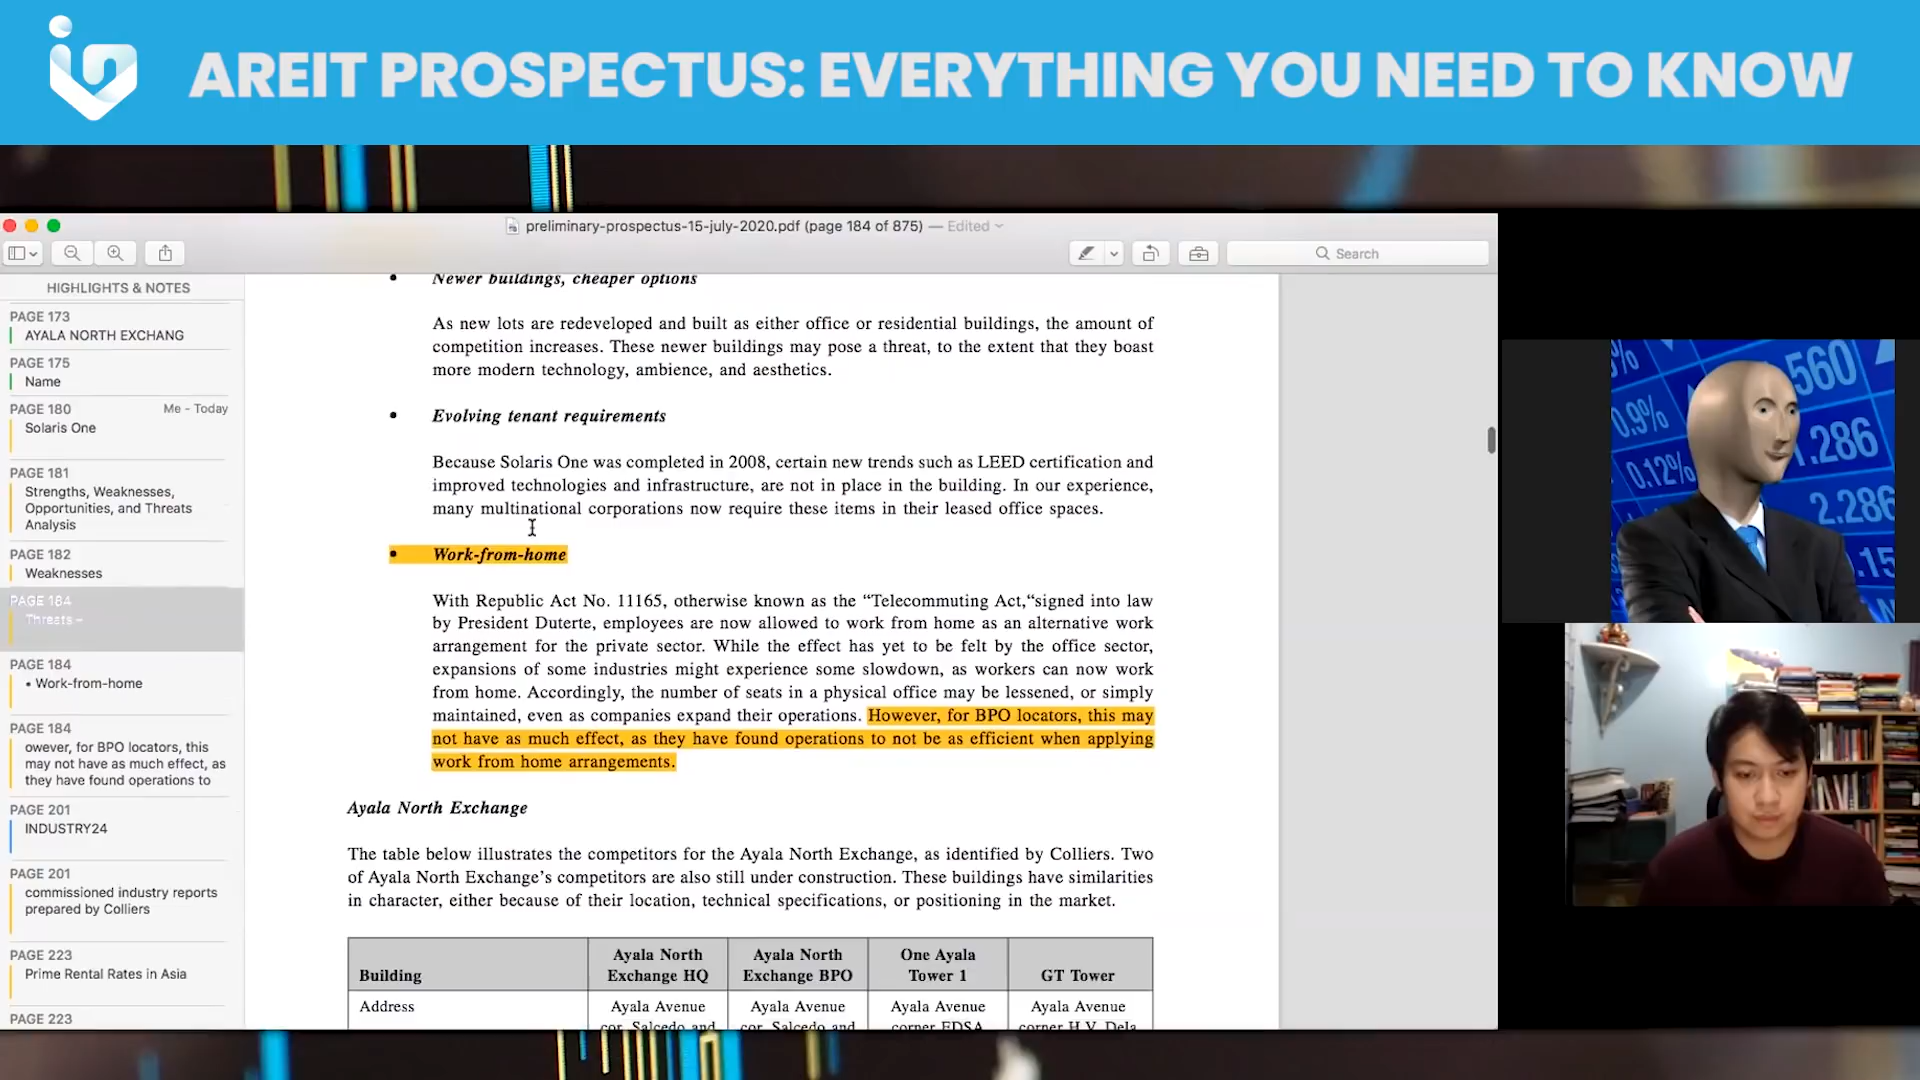 AREIT PROSPECTUS: EVERYTHING YOU NEED TO KNOW
preliminary-prospectus-15-july-2020.pdf (page 184 of 875) — Edited
Search
HIGHLIGHTS & NOTES
PAGE 173
AYALA NORTH EXCHANG
PAGE 175
Name
PAGE 180 Me - Today
Solaris One
PAGE 181
Strengths, Weaknesses,
Opportunities, and Threats
Analysis
PAGE 182
Weaknesses
PAGE 184
Threats –
PAGE 184
• Work-from-home
PAGE 184
owever, for BPO locators, this
may not have as much effect, as
they have found operations to
PAGE 201
INDUSTRY24
PAGE 201
commissioned industry reports
prepared by Colliers
PAGE 223
Prime Rental Rates in Asia
PAGE 223
• Newer buildings, cheaper options
As new lots are redeveloped and built as either office or residential buildings, the amount of
competition increases. These newer buildings may pose a threat, to the extent that they boast
more modern technology, ambience, and aesthetics.
• Evolving tenant requirements
Because Solaris One was completed in 2008, certain new trends such as LEED certification and
improved technologies and infrastructure, are not in place in the building. In our experience,
many multinational corporations now require these items in their leased office spaces.
• Work-from-home
With Republic Act No. 11165, otherwise known as the “Telecommuting Act,“signed into law
by President Duterte, employees are now allowed to work from home as an alternative work
arrangement for the private sector. While the effect has yet to be felt by the office sector,
expansions of some industries might experience some slowdown, as workers can now work
from home. Accordingly, the number of seats in a physical office may be lessened, or simply
maintained, even as companies expand their operations. However, for BPO locators, this may
not have as much effect, as they have found operations to not be as efficient when applying
work from home arrangements.
Ayala North Exchange
The table below illustrates the competitors for the Ayala North Exchange, as identified by Colliers. Two
of Ayala North Exchange’s competitors are also still under construction. These buildings have similarities
in character, either because of their location, technical specifications, or positioning in the market.
Building
Ayala North
Exchange HQ
Ayala North
Exchange BPO
One Ayala
Tower 1
GT Tower
Address
Ayala Avenue
cor. Salcedo and
Ayala Avenue
cor. Salcedo and
Ayala Avenue
corner EDSA
Ayala Avenue
corner H.V. Dela
560
0.9%
1.286
0.12%
2.286
.15